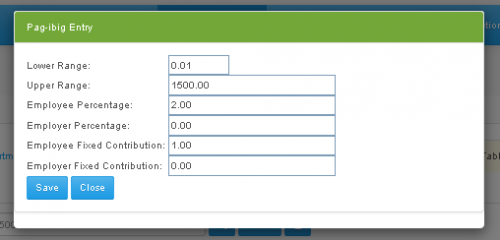 Pag-ibig Entry
Lower Range: 0.01
Upper Range: 1500.00
Employee Percentage: 2.00
Employer Percentage: 0.00
Employee Fixed Contribution: 1.00
Employer Fixed Contribution: 0.00
Save Close